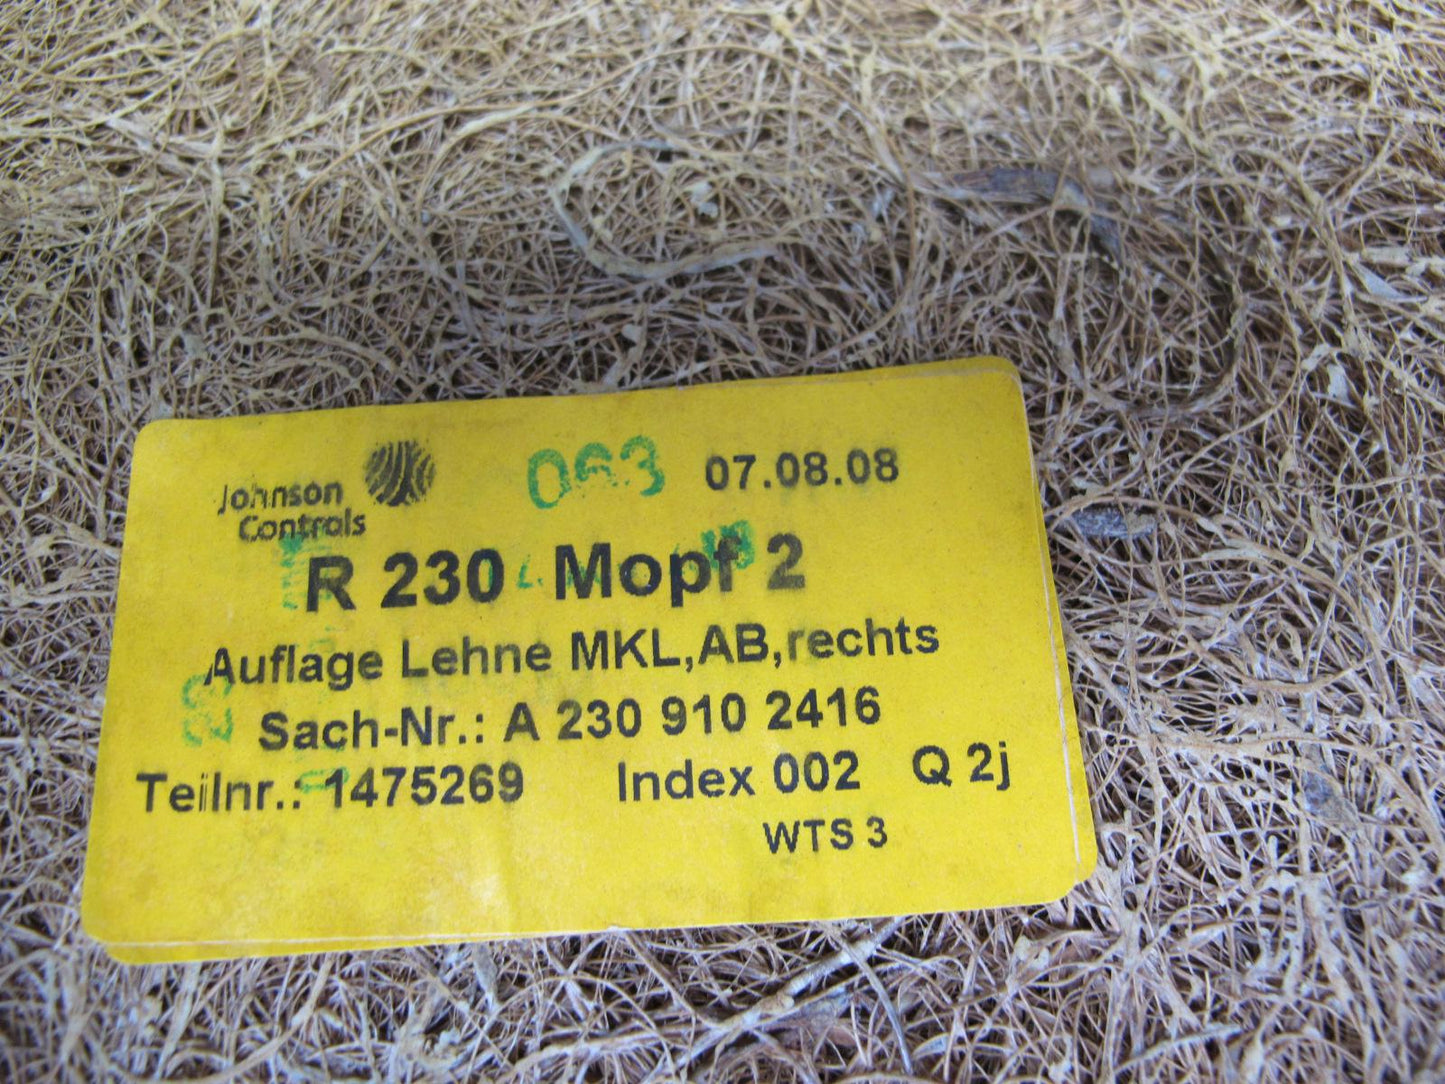 Johnson
Controls
063 07.08.08
R 230 Mopf 2
Auflage Lehne MKL,AB,rechts
Sach-Nr.: A 230 910 2416
Teilnr.: 1475269 Index 002 Q 2j
WTS 3